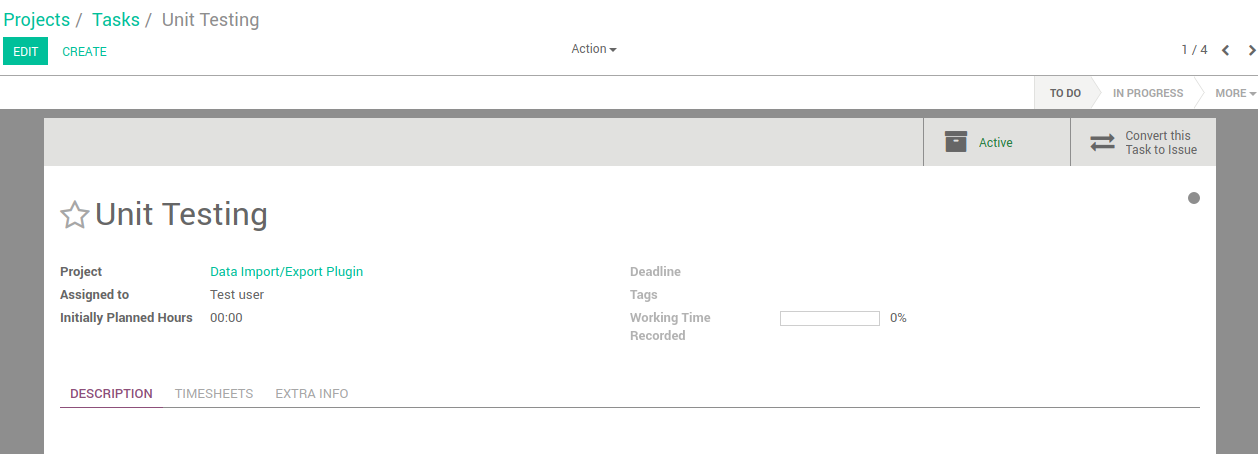 Projects / Tasks / Unit Testing
EDIT CREATE Action 1 / 4
TO DO IN PROGRESS MORE
Active
Convert this
Task to Issue
Unit Testing
Project Data Import/Export Plugin
Assigned to Test user
Initially Planned Hours 00:00
Deadline
Tags
Working Time
Recorded
0%
DESCRIPTION TIMESHEETS EXTRA INFO